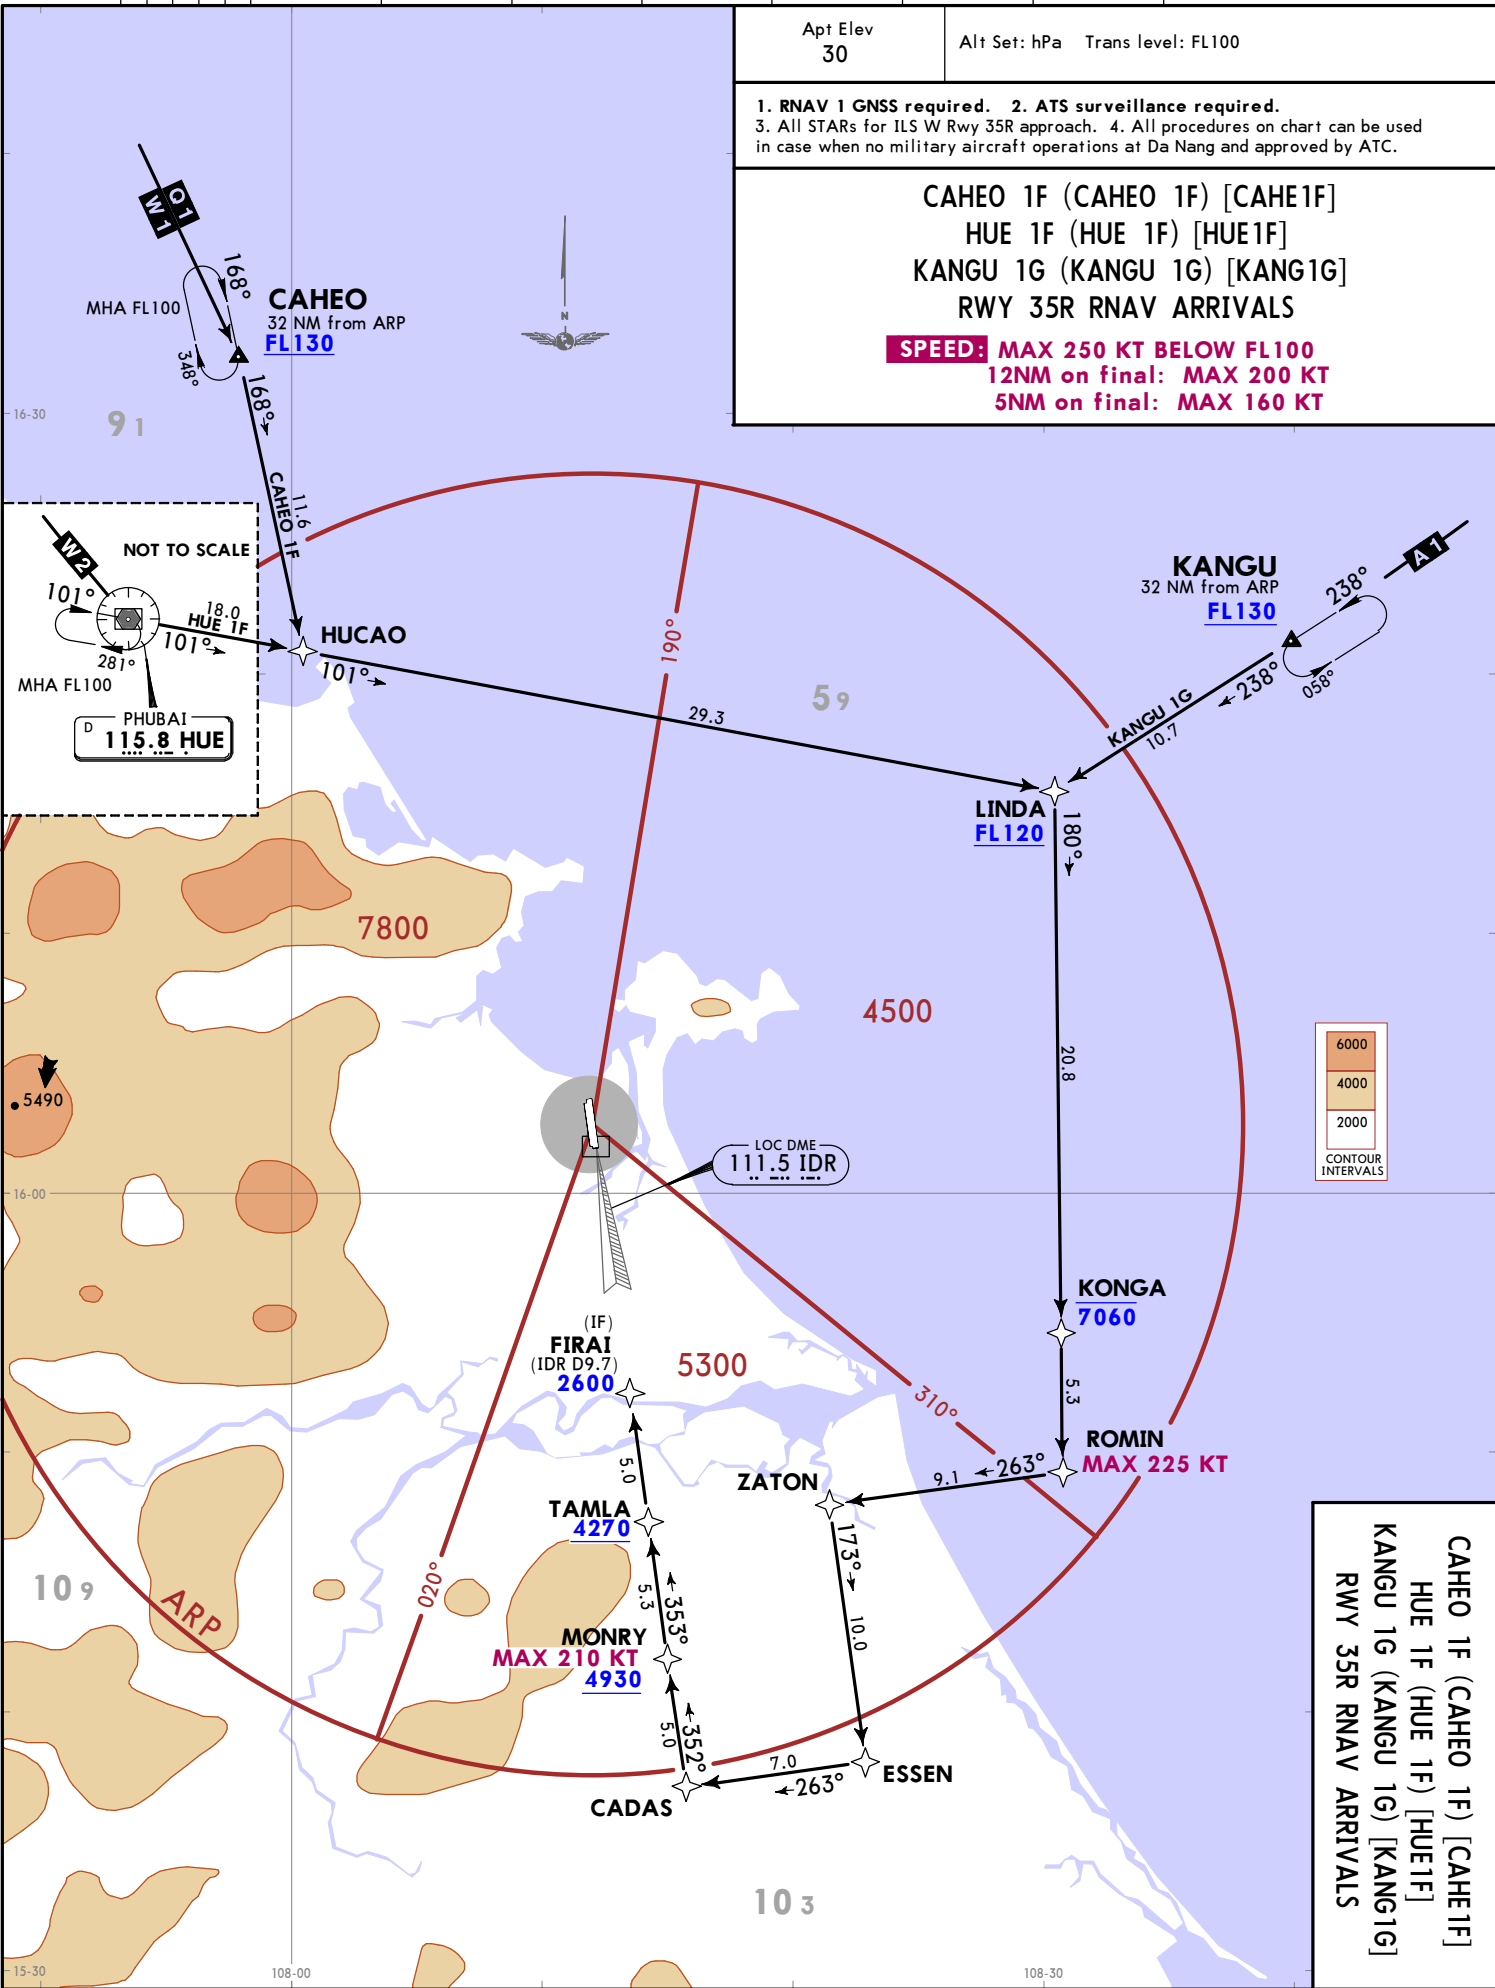 Apt Elev
30
Alt Set: hPa Trans level: FL100
1. RNAV 1 GNSS required. 2. ATS surveillance required.
3. All STARs for ILS W Rwy 35R approach. 4. All procedures on chart can be used
in case when no military aircraft operations at Da Nang and approved by ATC.
CAHEO 1F (CAHEO 1F) [CAHE1F]
HUE 1F (HUE 1F) [HUE1F]
KANGU 1G (KANGU 1G) [KANG1G]
RWY 35R RNAV ARRIVALS
SPEED: MAX 250 KT BELOW FL100
12NM on final: MAX 200 KT
5NM on final: MAX 160 KT
Q1
W1
168°
MHA FL100
348°
CAHEO
32 NM from ARP
FL130
168°
16-30
91
N
CAHEO 1F
11.6
NOT TO SCALE
W2
101°
281°
MHA FL100
18.0
HUE 1F
101°
PHUBAI
D 115.8 HUE
HUCAO
101°
29.3
190°
59
A1
KANGU
32 NM from ARP
FL130
238°
058°
238°
KANGU 1G
10.7
LINDA
FL120
180°
7800
4500
20.8
5490
6000
4000
2000
CONTOUR
INTERVALS
LOC DME
111.5 IDR
16-00
KONGA
7060
(IF)
FIRAI
(IDR D9.7)
2600
5300
5.3
310°
ROMIN
MAX 225 KT
263°
9.1
ZATON
5.0
TAMLA
4270
173°
020°
109
ARP
5.3
353°
10.0
MONRY
MAX 210 KT
4930
5.0
352°
7.0
263°
ESSEN
CADAS
103
CAHEO 1F (CAHEO 1F) [CAHE1F]
HUE 1F (HUE 1F) [HUE1F]
KANGU 1G (KANGU 1G) [KANG1G]
RWY 35R RNAV ARRIVALS
15-30
108-00
108-30